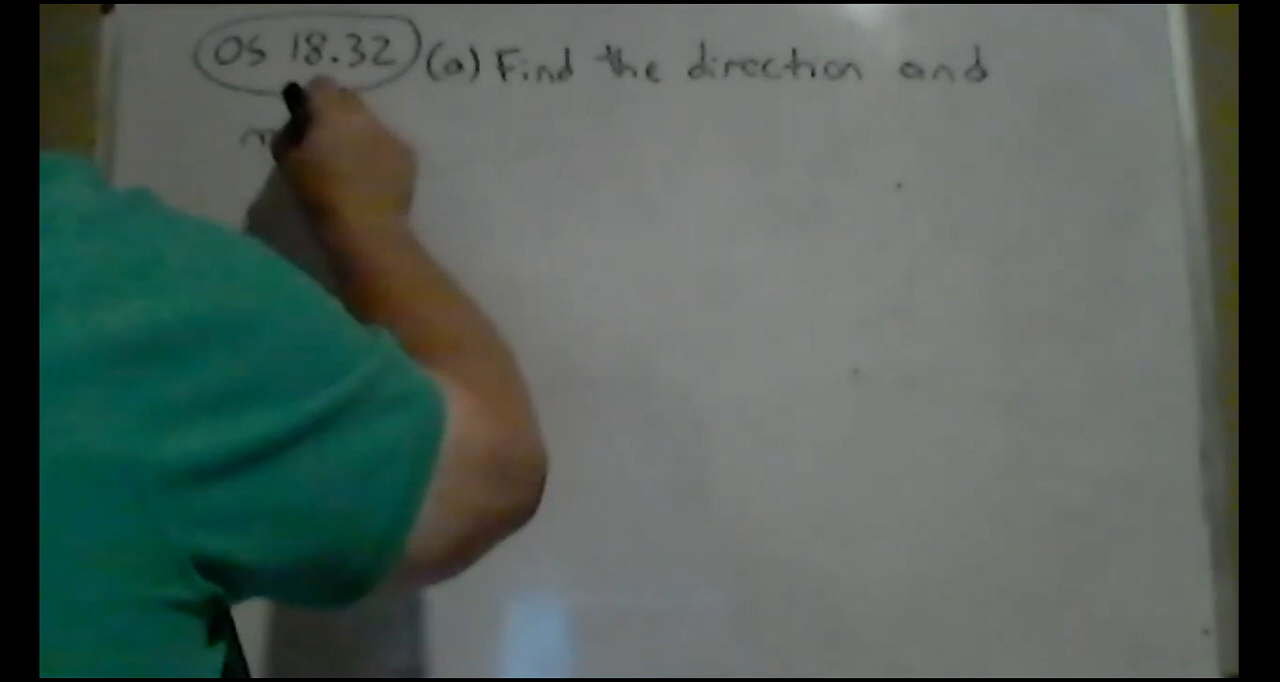 OS 18.32 (a) Find the direction and